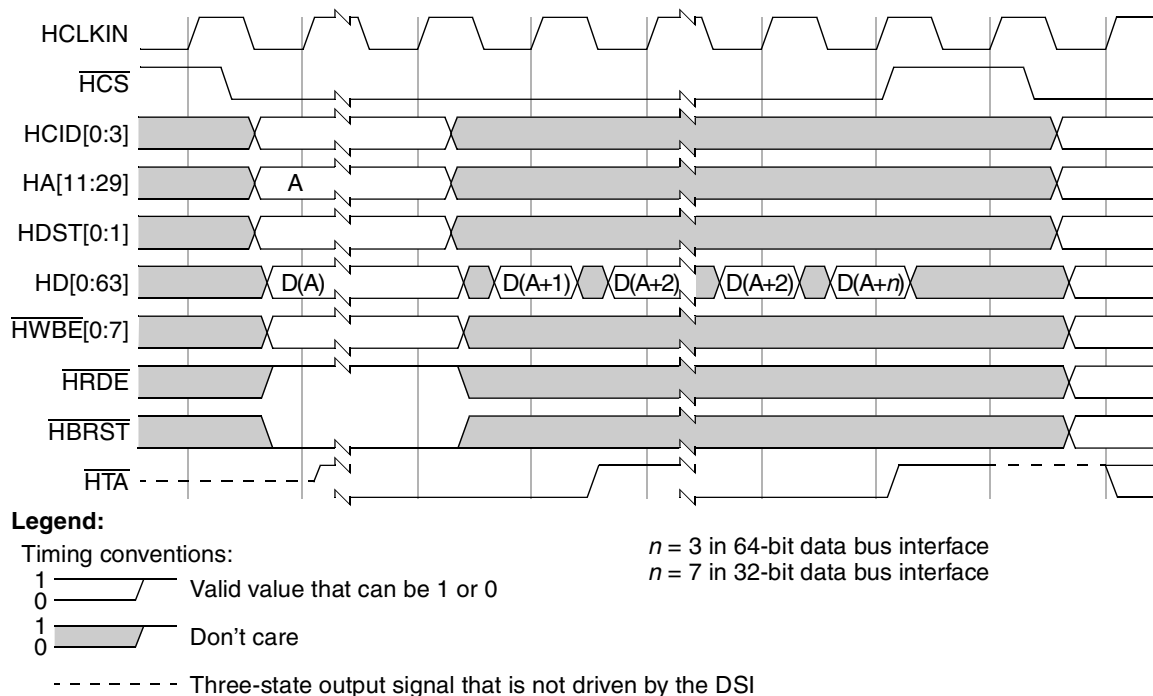 HCLKIN
HCS
HCID[0:3]
HA[11:29] A
HDST[0:1]
HD[0:63] D(A) D(A+1) D(A+2) D(A+2) D(A+n)
HWBE[0:7]
HRDE
HBRST
HTA
Legend:
Timing conventions:
n = 3 in 64-bit data bus interface
n = 7 in 32-bit data bus interface
1
0
Valid value that can be 1 or 0
1
0
Don't care
Three-state output signal that is not driven by the DSI